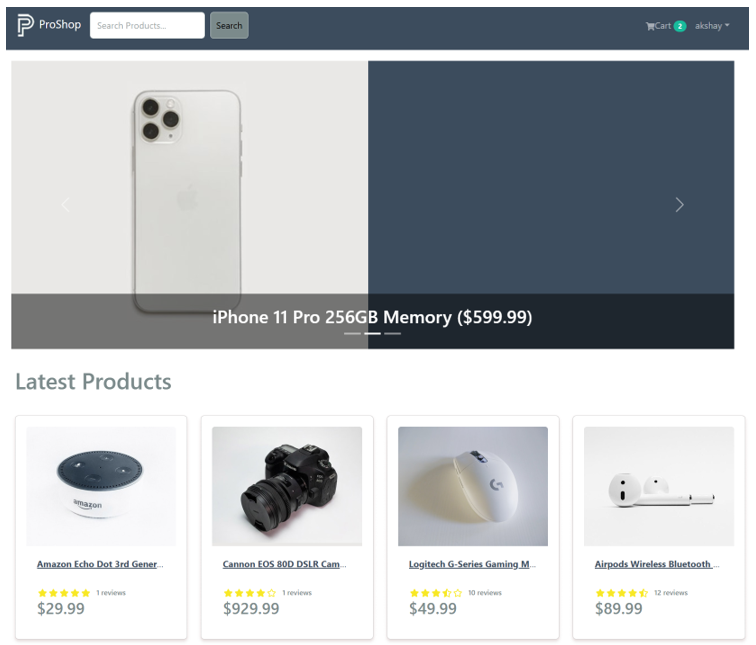 ProShop
Search Products...
Search
Cart 2
akshay
iPhone 11 Pro 256GB Memory ($599.99)
Latest Products
amazon
Amazon Echo Dot 3rd Gener...
1 reviews
$29.99
Cannon EOS 80D DSLR Cam...
1 reviews
$929.99
Logitech G-Series Gaming M...
10 reviews
$49.99
Airpods Wireless Bluetooth ...
12 reviews
$89.99